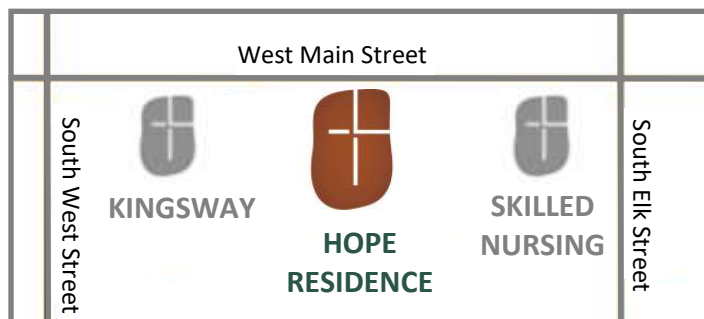 West Main Street
South West Street
KINGSWAY
HOPE
RESIDENCE
SKILLED
NURSING
South Elk Street